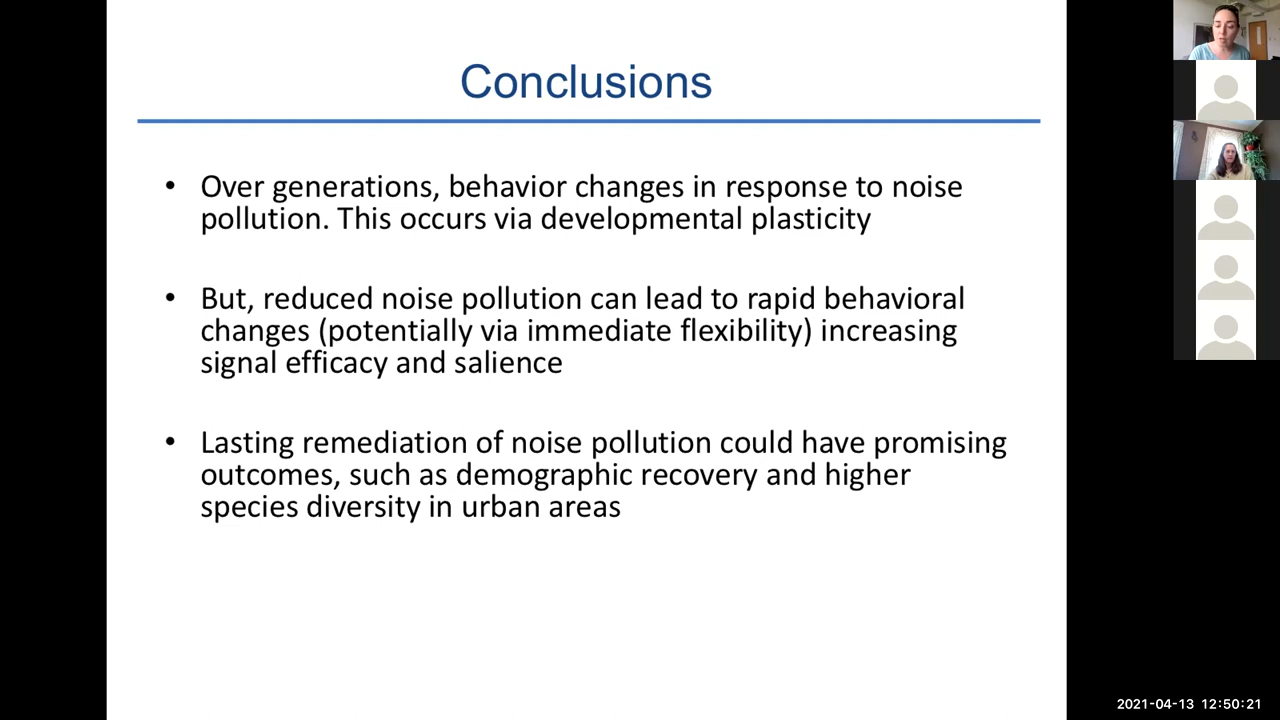 Conclusions
• Over generations, behavior changes in response to noise
pollution. This occurs via developmental plasticity
• But, reduced noise pollution can lead to rapid behavioral
changes (potentially via immediate flexibility) increasing
signal efficacy and salience
• Lasting remediation of noise pollution could have promising
outcomes, such as demographic recovery and higher
species diversity in urban areas
2021-04-13 12:50:21